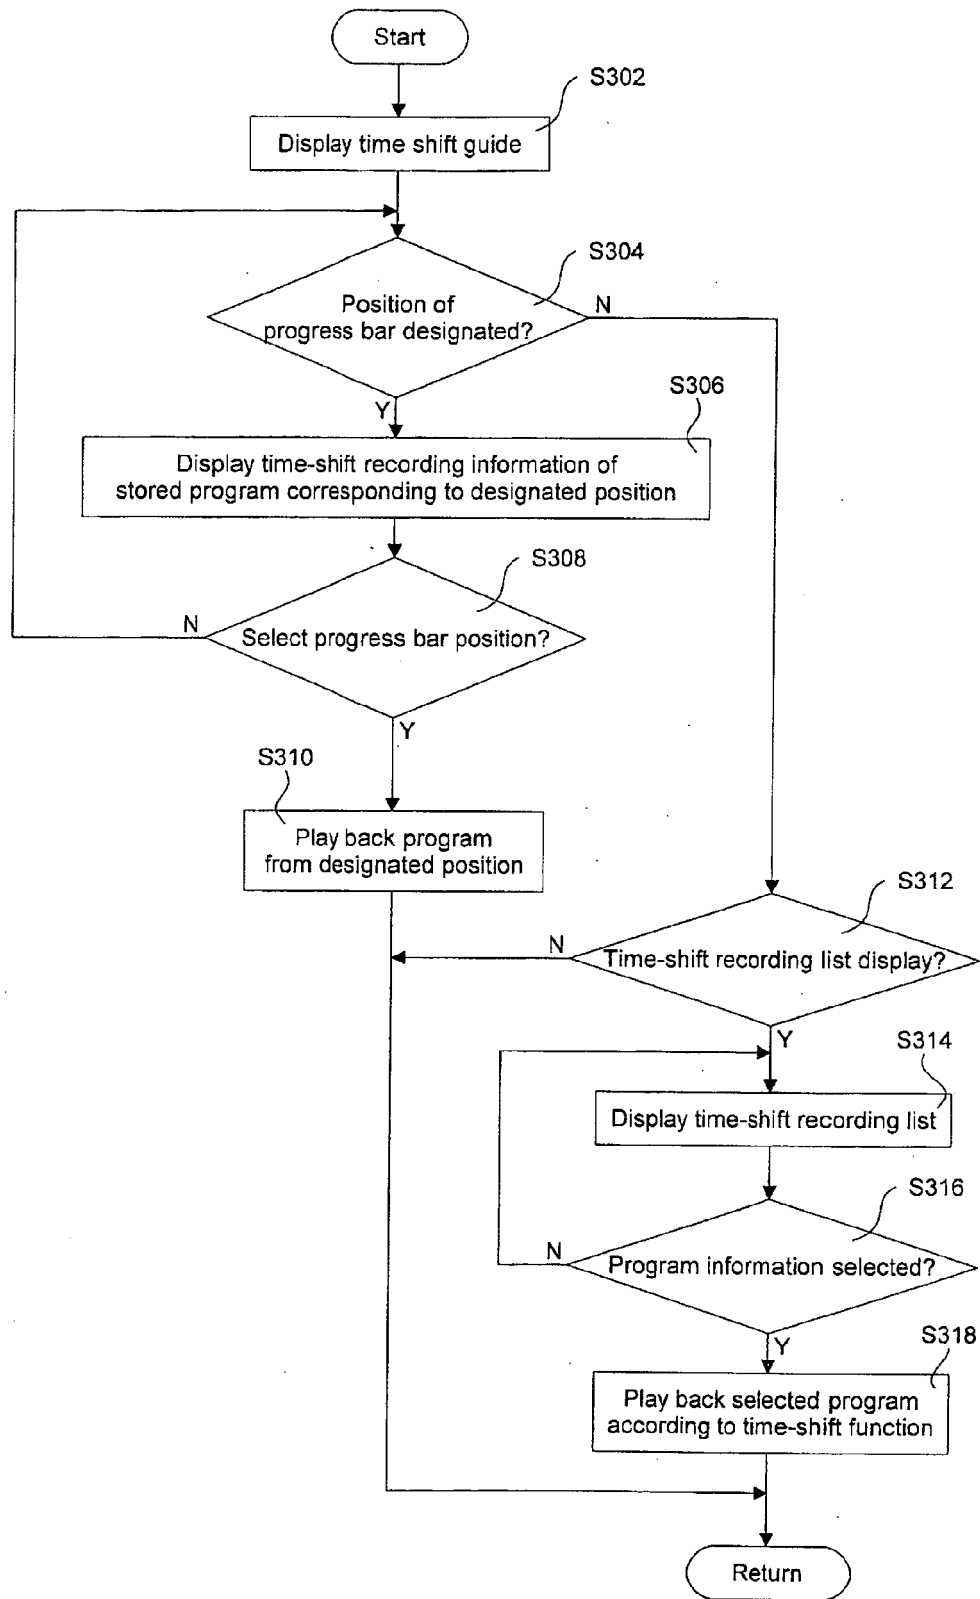 Start
S302
Display time shift guide
S304
Position of
progress bar designated?
N
Y
S306
Display time-shift recording information of
stored program corresponding to designated position
S308
Select progress bar position?
N
Y
S310
Play back program
from designated position
S312
Time-shift recording list display?
N
Y
S314
Display time-shift recording list
S316
Program information selected?
N
Y
S318
Play back selected program
according to time-shift function
Return